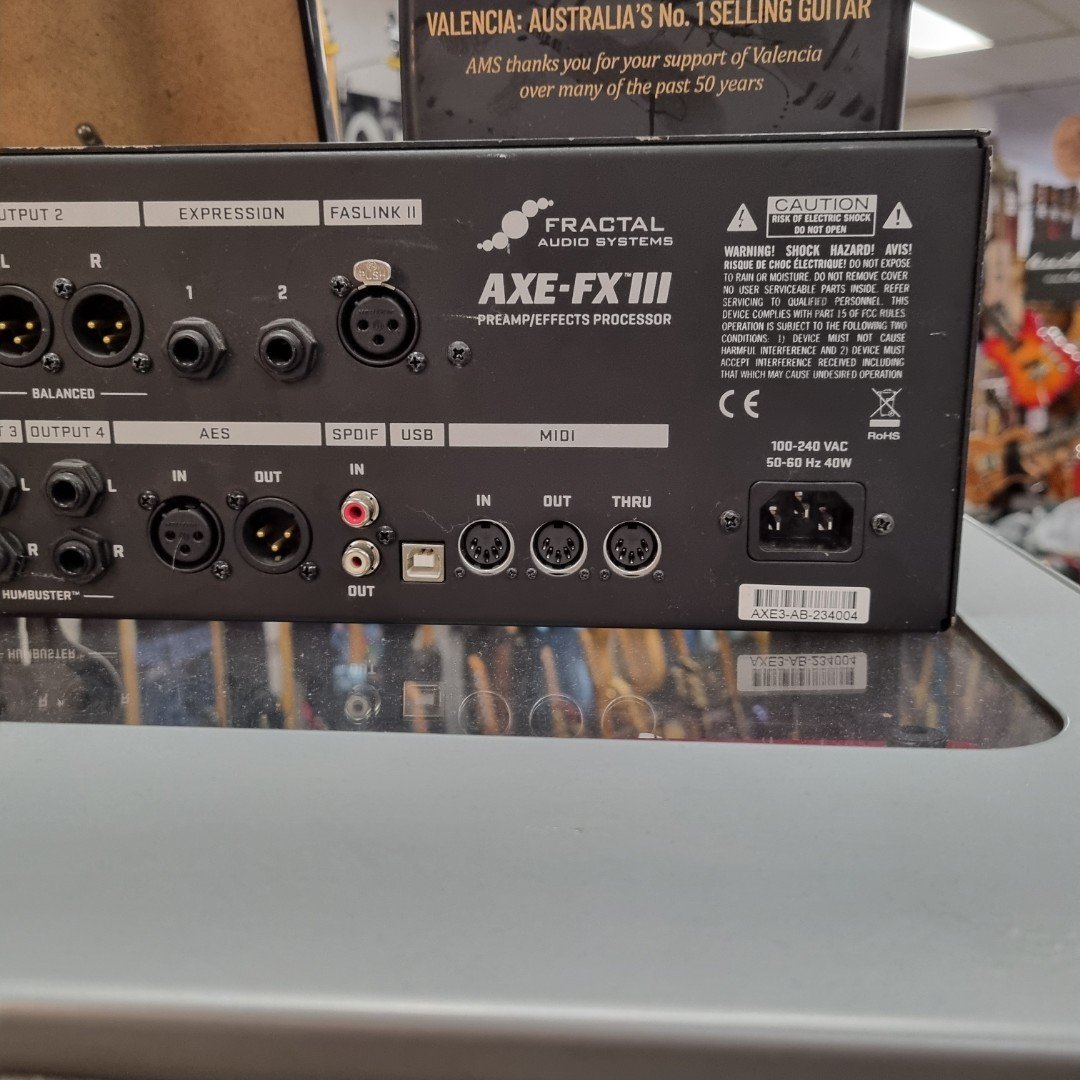 VALENCIA: AUSTRALIA'S No. 1 SELLING GUITAR
AMS thanks you for your support of Valencia
over many of the past 50 years
UTPUT 2
EXPRESSION
FASLINK II
L
R
1
2
PUSH
BALANCED
FRACTAL
AUDIO SYSTEMS
AXE-FX™III
PREAMP/EFFECTS PROCESSOR
CAUTION
RISK OF ELECTRIC SHOCK
DO NOT OPEN
WARNING! SHOCK HAZARD! AVIS!
RISQUE DE CHOC ÉLECTRIQUE! DO NOT EXPOSE
TO RAIN OR MOISTURE. DO NOT REMOVE COVER
NO USER SERVICEABLE PARTS INSIDE. REFER
SERVICING TO QUALIFIED PERSONNEL. THIS
DEVICE COMPLIES WITH PART 15 OF FCC RULES
OPERATION IS SUBJECT TO THE FOLLOWING TWO
CONDITIONS: 1) DEVICE MUST NOT CAUSE
HARMFUL INTERFERENCE AND 2) DEVICE MUST
ACCEPT INTERFERENCE RECEIVED INCLUDING
THAT WHICH MAY CAUSE UNDESIRED OPERATION
CE
RoHS
T 3
OUTPUT 4
AES
SPDIF
USB
MIDI
L
L
R
R
HUMBUSTER™
IN
OUT
IN
OUT
IN
OUT
THRU
100-240 VAC
50-60 Hz 40W
AXE3-AB-234004